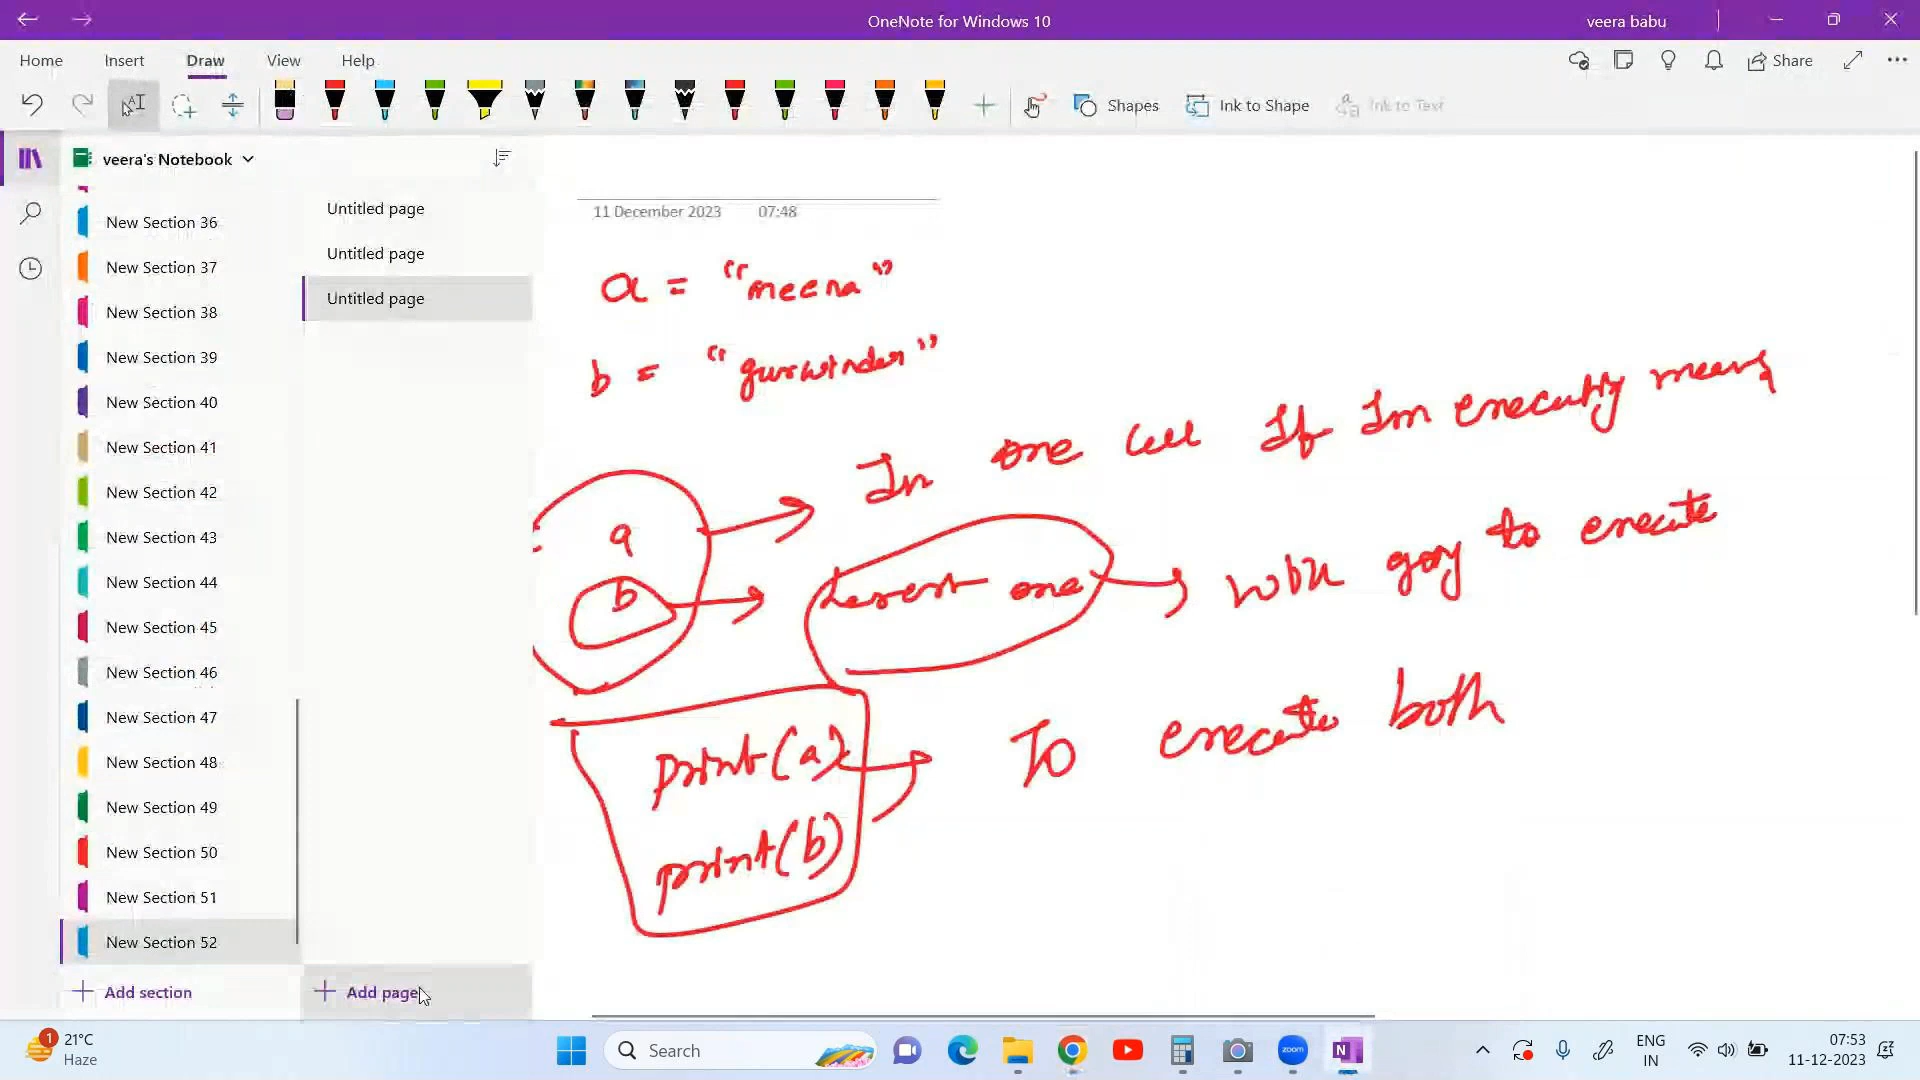 OneNote for Windows 10
veera babu
Home
Insert
Draw
View
Help
Share
Shapes
Ink to Shape
Ink to Text
veera's Notebook
New Section 36
New Section 37
New Section 38
New Section 39
New Section 40
New Section 41
New Section 42
New Section 43
New Section 44
New Section 45
New Section 46
New Section 47
New Section 48
New Section 49
New Section 50
New Section 51
New Section 52
Add section
Untitled page
Untitled page
Untitled page
Add page
11 December 2023 07:48
a = "meena"
b = "gurwinder"
a
In one cell If Im
b
one going to execute
print(a) To execute both
print(b)
1
21°C
Haze
Search
zoom
N
ENG
IN
07:53
11-12-2023